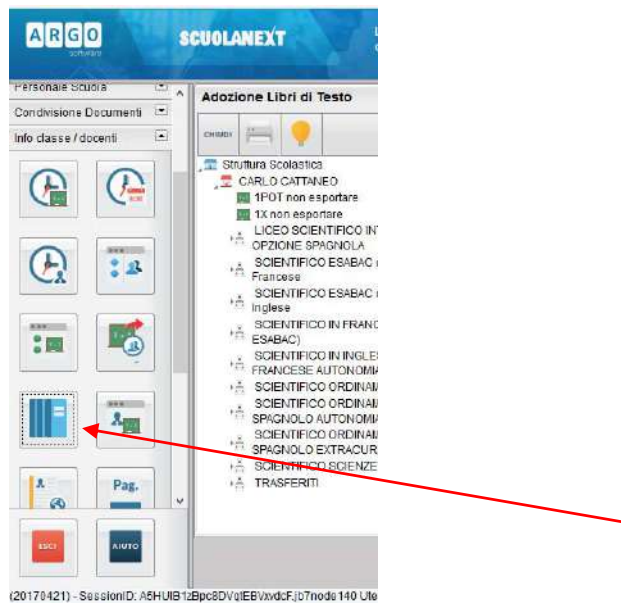 ARGO
software
SCUOLANEXT
Personale Scuola
Condivisione Documenti
Info classe / docenti
Adozione Libri di Testo
CHIUDI
Struttura Scolastica
CARLO CATTANEO
1POT non esportare
1X non esportare
LICEO SCIENTIFICO IN
OPZIONE SPAGNOLA
SCIENTIFICO ESABAC
Francese
SCIENTIFICO ESABAC
Inglese
SCIENTIFICO IN FRANC
ESABAC)
SCIENTIFICO IN INGLES
FRANCESE AUTONOMIA
SCIENTIFICO ORDINAM
SCIENTIFICO ORDINAM
SPAGNOLO AUTONOMIA
SCIENTIFICO ORDINAM
SPAGNOLO EXTRACUR
SCIENTIFICO SCIENZE
TRASFERITI
Pag.
ESCI
AIUTO
(20170421) - SessionID: